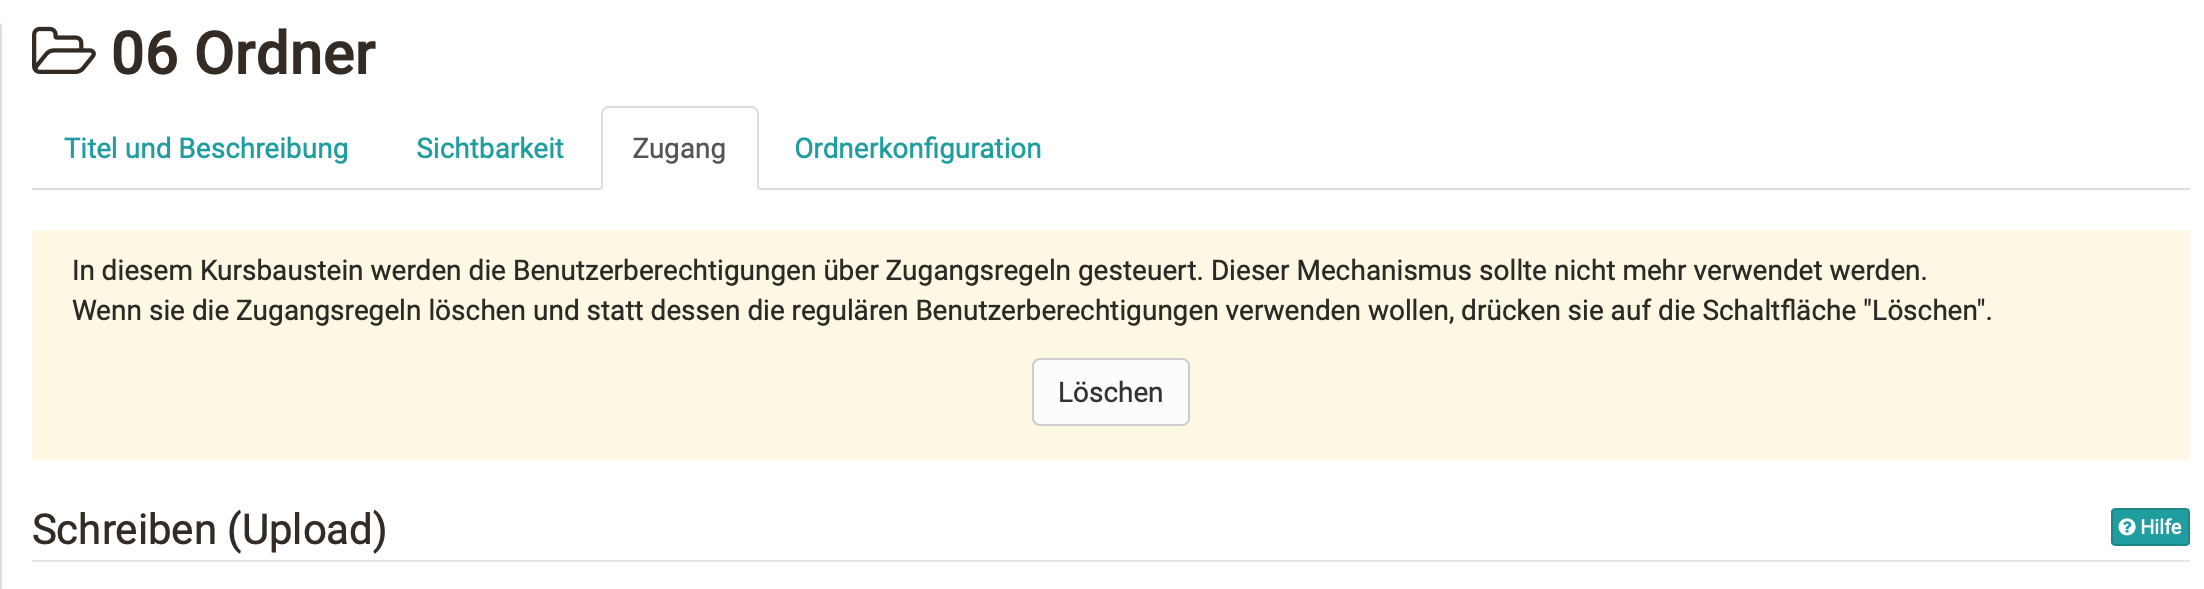 06 Ordner
Titel und Beschreibung
Sichtbarkeit
Zugang
Ordnerkonfiguration
In diesem Kursbaustein werden die Benutzerberechtigungen über Zugangsregeln gesteuert. Dieser Mechanismus sollte nicht mehr verwendet werden.
Wenn sie die Zugangsregeln löschen und statt dessen die regulären Benutzerberechtigungen verwenden wollen, drücken sie auf die Schaltfläche "Löschen".
Löschen
Schreiben (Upload)
Hilfe